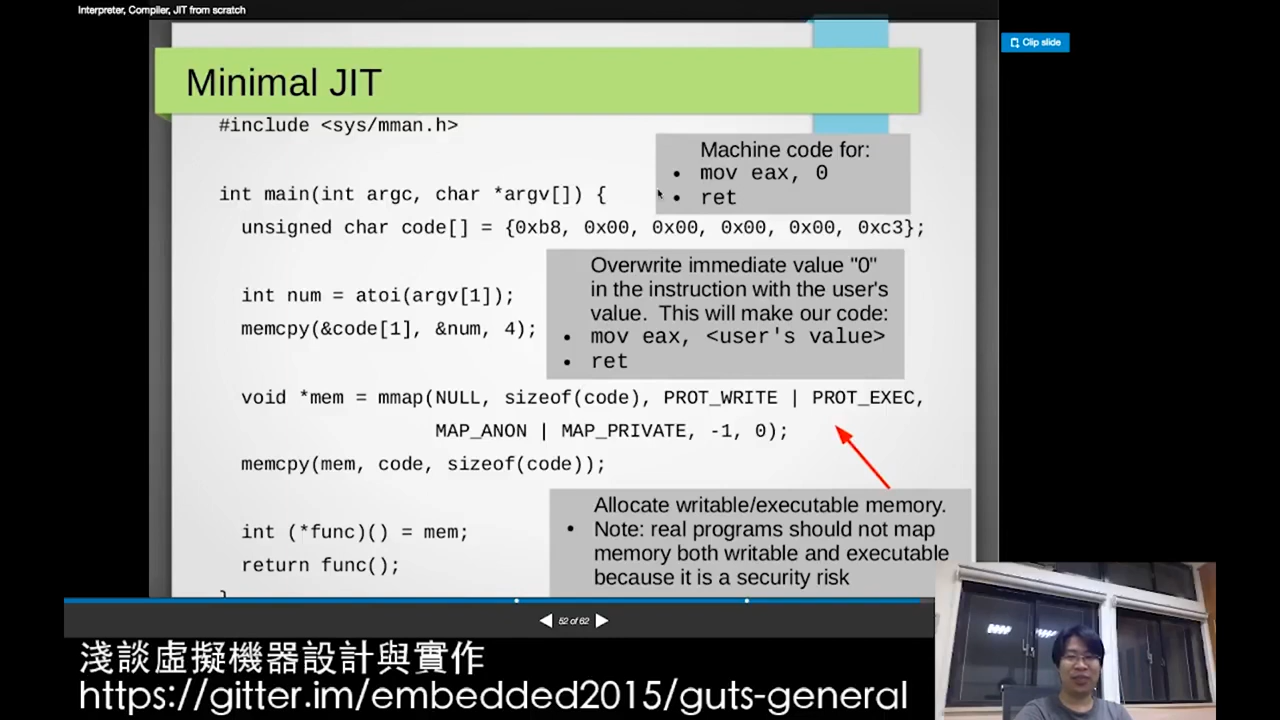 Interpreter, Compiler, JIT from scratch
Clip slide
Minimal JIT
#include <sys/mman.h>
Machine code for:
• mov eax, 0
• ret
int main(int argc, char *argv[]) {
unsigned char code[] = {0xb8, 0x00, 0x00, 0x00, 0x00, 0xc3};
Overwrite immediate value "0"
in the instruction with the user's
value. This will make our code:
• mov eax, <user's value>
• ret
int num = atoi(argv[1]);
memcpy(&code[1], &num, 4);
void *mem = mmap(NULL, sizeof(code), PROT_WRITE | PROT_EXEC,
MAP_ANON | MAP_PRIVATE, -1, 0);
memcpy(mem, code, sizeof(code));
Allocate writable/executable memory.
• Note: real programs should not map
memory both writable and executable
because it is a security risk
int (*func)() = mem;
return func();
}
52 of 62
淺談虛擬機器設計與實作
https://gitter.im/embedded2015/guts-general